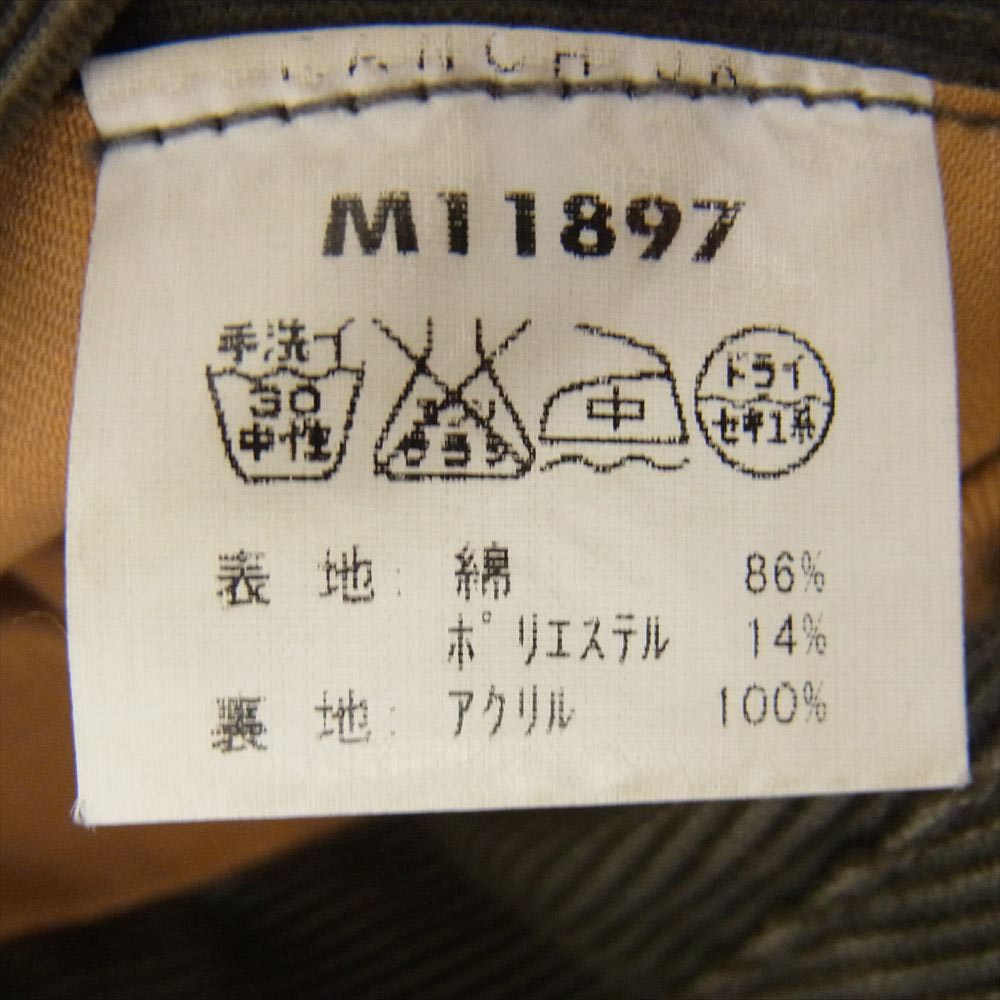 M11897
手洗イ
30
中性
エンソ
サラシ
中
ドライ
セキユ系
表 地: 綿 86%
ポリエステル 14%
裏 地: アクリル 100%